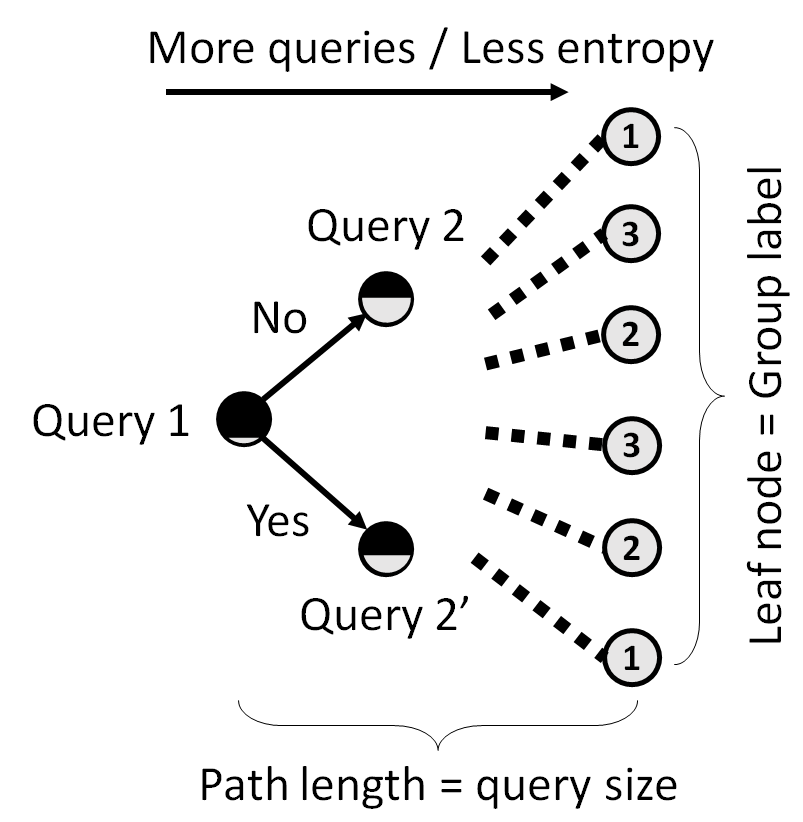 More queries / Less entropy
1
Query 2
3
No
2
Query 1
3
Yes
2
Query 2’
1
Leaf node = Group label
Path length = query size